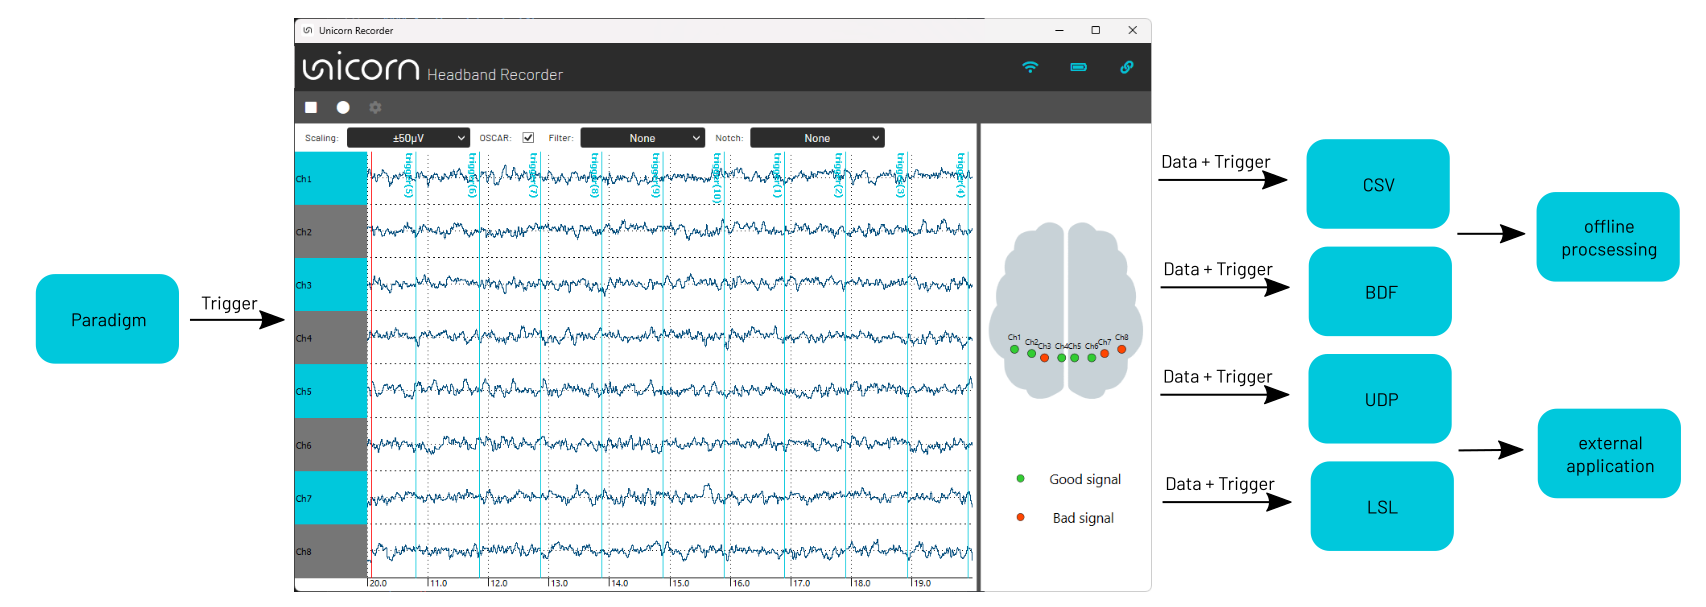 Unicorn Recorder
unicorn Headband Recorder
Scaling: ±50µV OSCAR: Filter: None Notch: None
trigger(5) trigger(6) trigger(7) trigger(8) trigger(9) trigger(10) trigger(1) trigger(2) trigger(3) trigger(4)
Ch1
Ch2
Ch3
Ch4
Ch5
Ch6
Ch7
Ch8
20.0 11.0 12.0 13.0 14.0 15.0 16.0 17.0 18.0 19.0
Paradigm
Trigger
Ch1 Ch2 Ch3 Ch4 Ch5 Ch6 Ch7 Ch8
Good signal
Bad signal
Data + Trigger
CSV
Data + Trigger
BDF
Data + Trigger
UDP
Data + Trigger
LSL
offline
procsessing
external
application